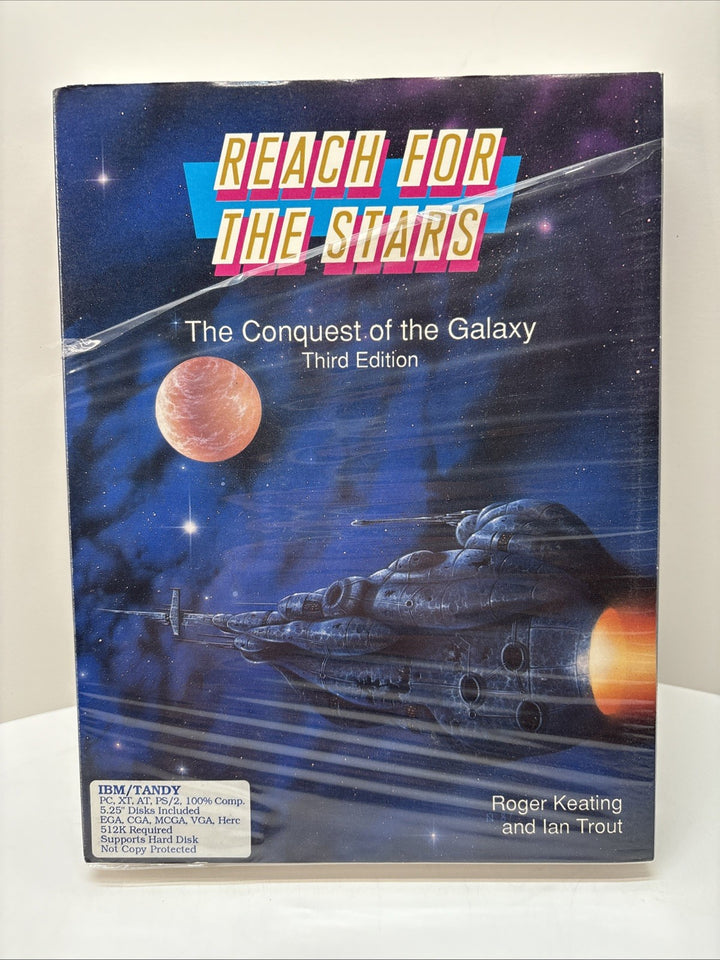 REACH FOR
THE STARS
The Conquest of the Galaxy
Third Edition
IBM/TANDY
PC, XT, AT, PS/2, 100% Comp.
5.25" Disks Included
EGA, CGA, MCGA, VGA, Herc
512K Required
Supports Hard Disk
Not Copy Protected
Roger Keating
and Ian Trout